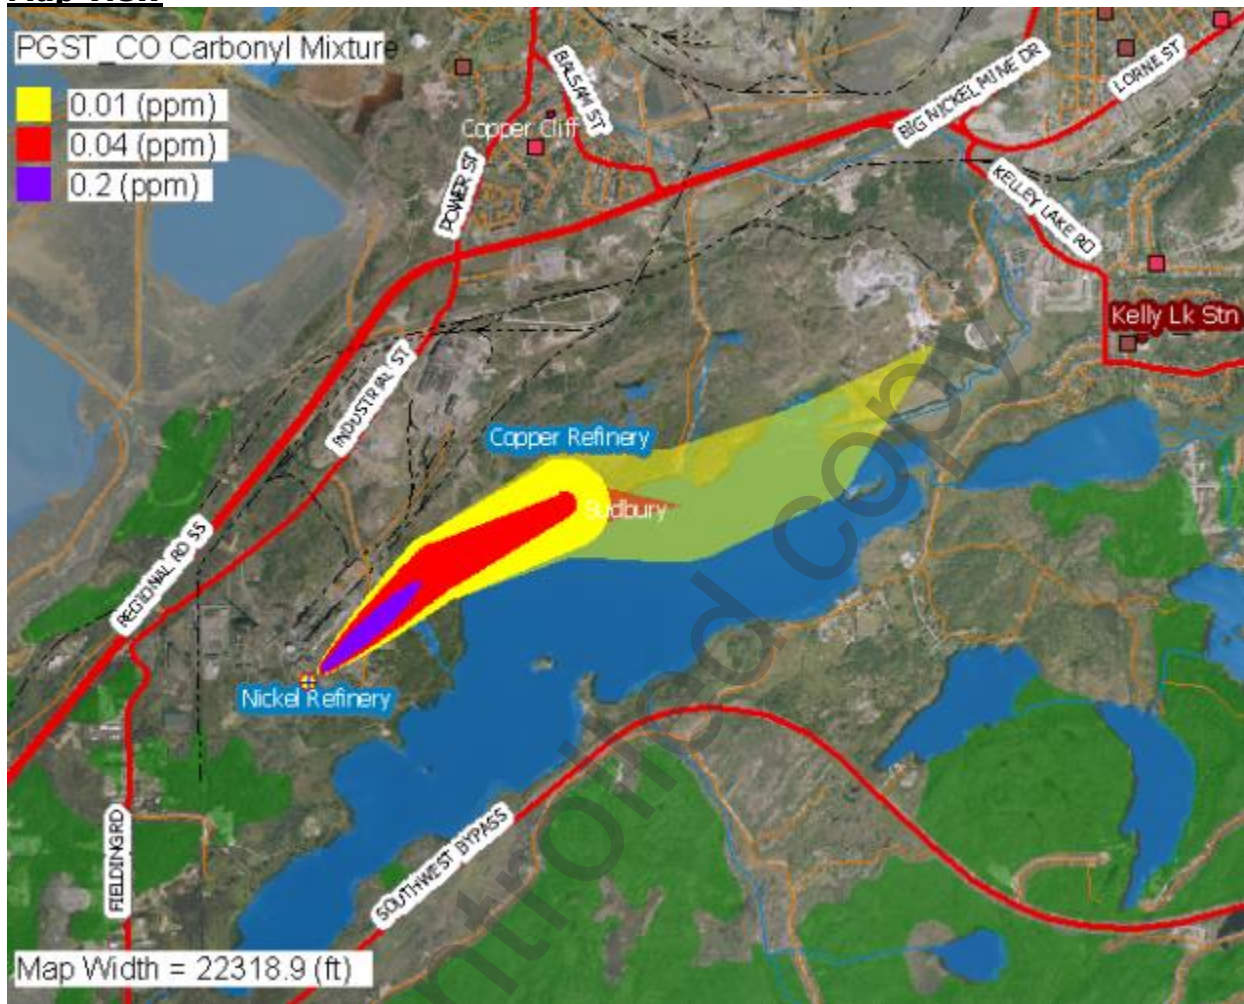 PGST_CO Carbonyl Mixture
0.01 (ppm)
0.04 (ppm)
0.2 (ppm)
BALSAM ST
BIG NICKEL MINE DR
LORNE ST
Copper Cliff
POWER ST
KELLEY LAKE RD
Kelly Lk Stn
INDUSTRIAL ST
Copper Refinery
Sudbury
REGIONAL RD 55
Nickel Refinery
FIELDING RD
SOUTHWEST BYPASS
Map Width = 22318.9 (ft)